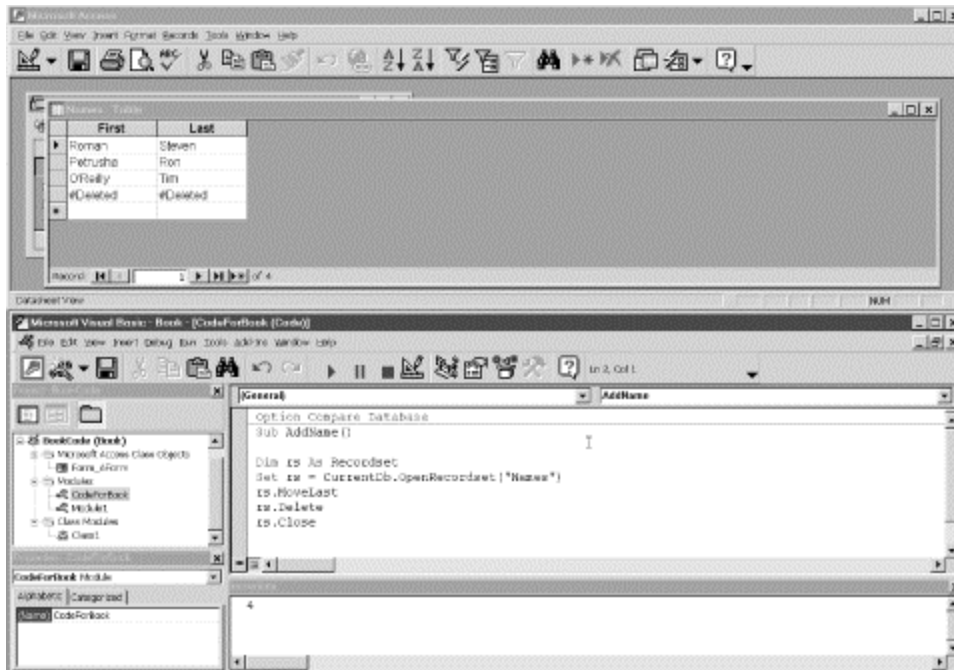 Microsoft Access
File Edit View Insert Format Records Tools Window Help
Names : Table
First Last
Roman Steven
Petrusha Ron
O'Reilly Tim
#Deleted #Deleted
Record: 1 of 4
Datasheet View NUM
Microsoft Visual Basic - Book - [CodeForBook (Code)]
File Edit View Insert Debug Run Tools Add-Ins Window Help
Ln 2, Col 1
(General) AddName
BookCode (Book)
Microsoft Access Class Objects
Form_AForm
Modules
CodeForBook
Module1
Class Modules
Class1
Option Compare Database
Sub AddName()
Dim rs As Recordset
Set rs = CurrentDb.OpenRecordset("Names")
rs.MoveLast
rs.Delete
rs.Close
CodeForBook Module
Alphabetic Categorized
(Name) CodeForBook
4